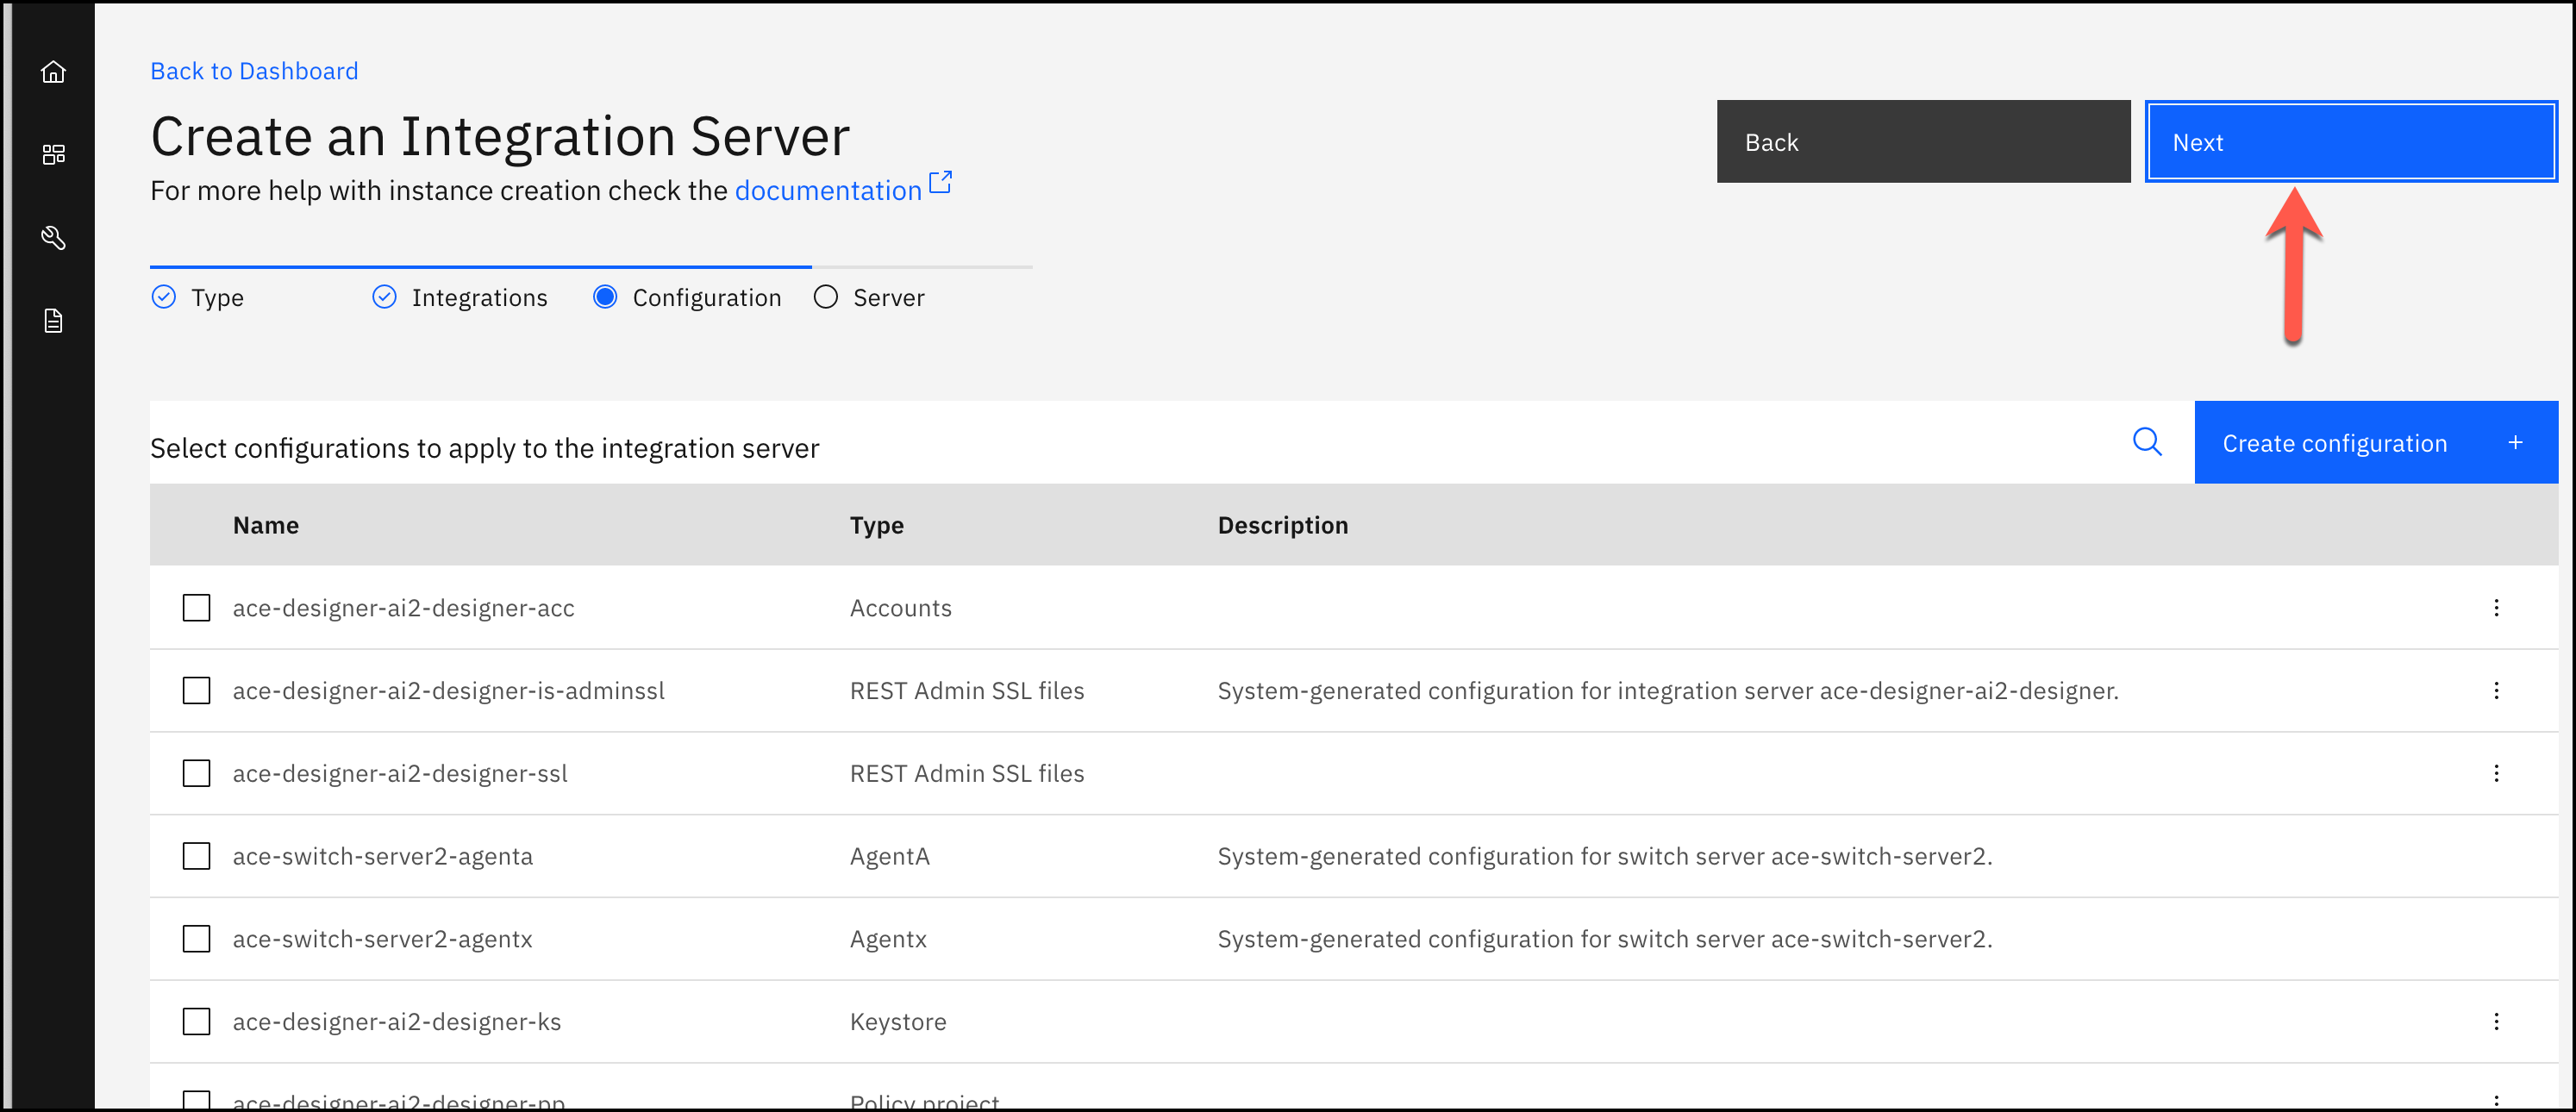 Back to Dashboard
Create an Integration Server
For more help with instance creation check the documentation
Back
Next
Type
Integrations
Configuration
Server
Select configurations to apply to the integration server
Create configuration +
Name Type Description
ace-designer-ai2-designer-acc Accounts
ace-designer-ai2-designer-is-adminssl REST Admin SSL files System-generated configuration for integration server ace-designer-ai2-designer.
ace-designer-ai2-designer-ssl REST Admin SSL files
ace-switch-server2-agenta AgentA System-generated configuration for switch server ace-switch-server2.
ace-switch-server2-agentx Agentx System-generated configuration for switch server ace-switch-server2.
ace-designer-ai2-designer-ks Keystore
ace-designer-ai2-designer-pp Policy project